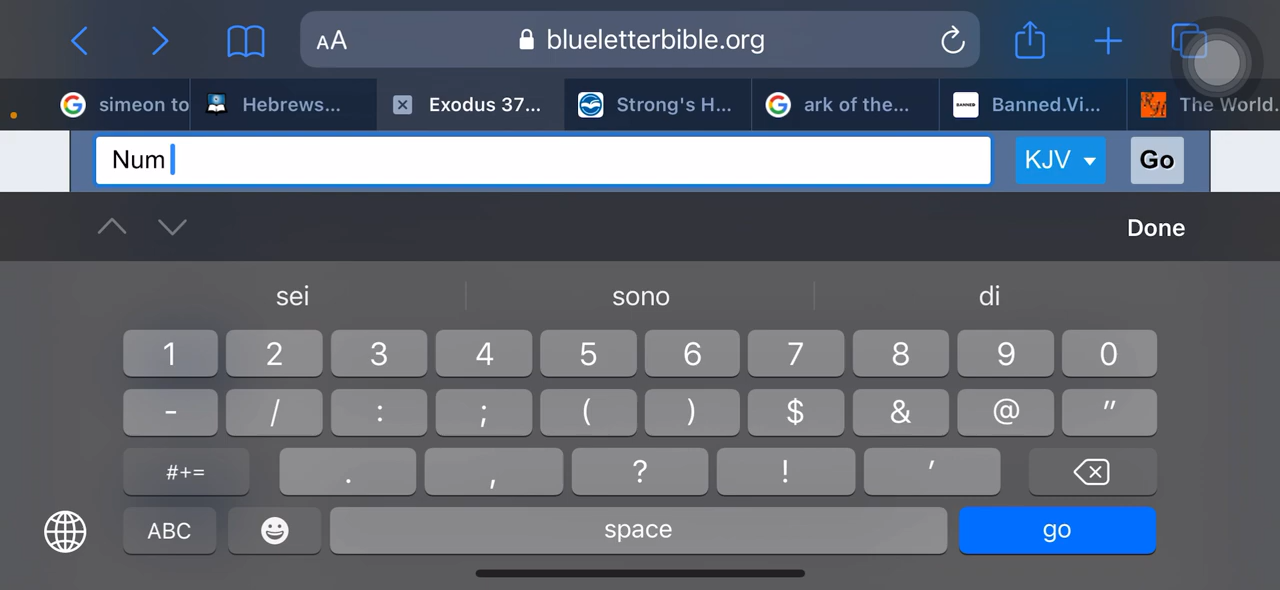 AA blueletterbible.org
simeon to Hebrews... Exodus 37... Strong's H... ark of the... Banned.Vi... The World.
Num KJV Go
Done
sei sono di
1 2 3 4 5 6 7 8 9 0
- / : ; ( ) $ & @ "
#+= . , ? ! '
ABC space go